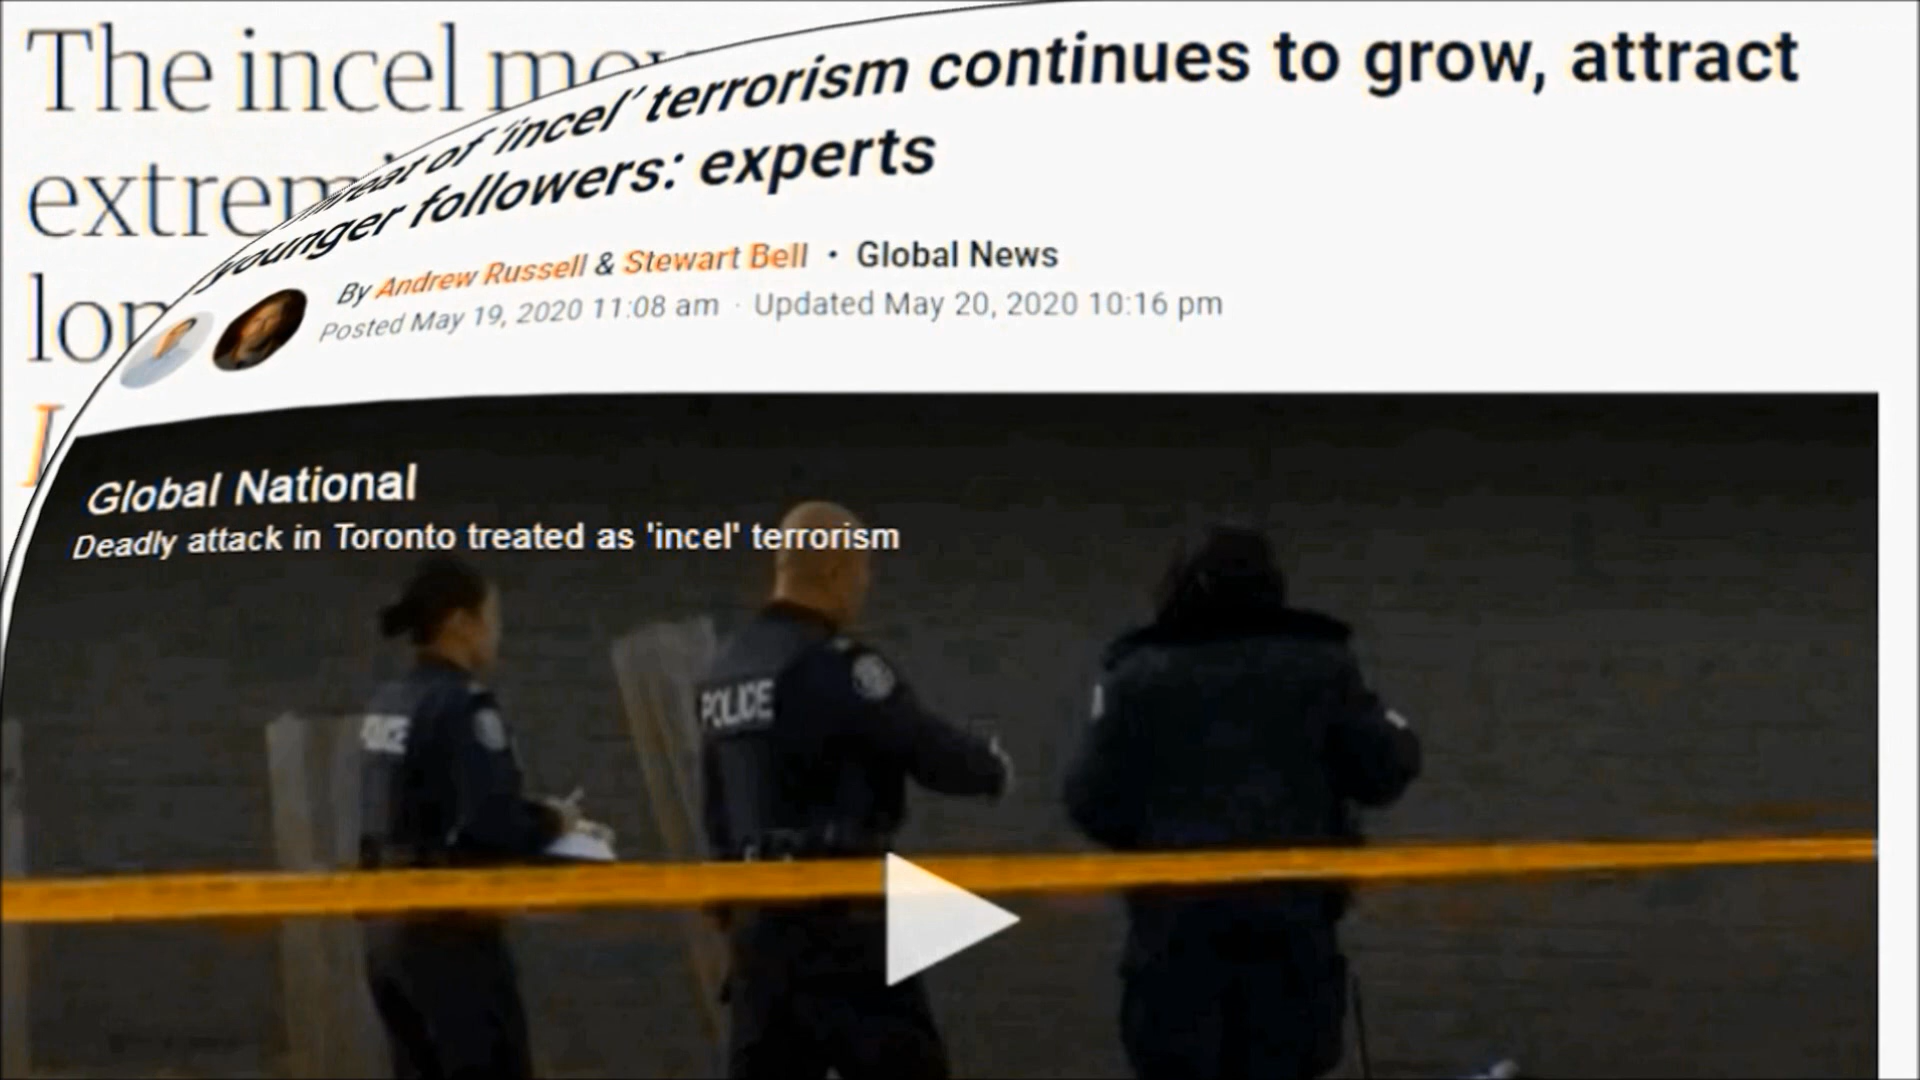 The incel
threat of 'incel' terrorism continues to grow, attract
younger followers: experts
By Andrew Russell & Stewart Bell • Global News
Posted May 19, 2020 11:08 am · Updated May 20, 2020 10:16 pm
Global National
Deadly attack in Toronto treated as 'incel' terrorism
POLICE
POLICE